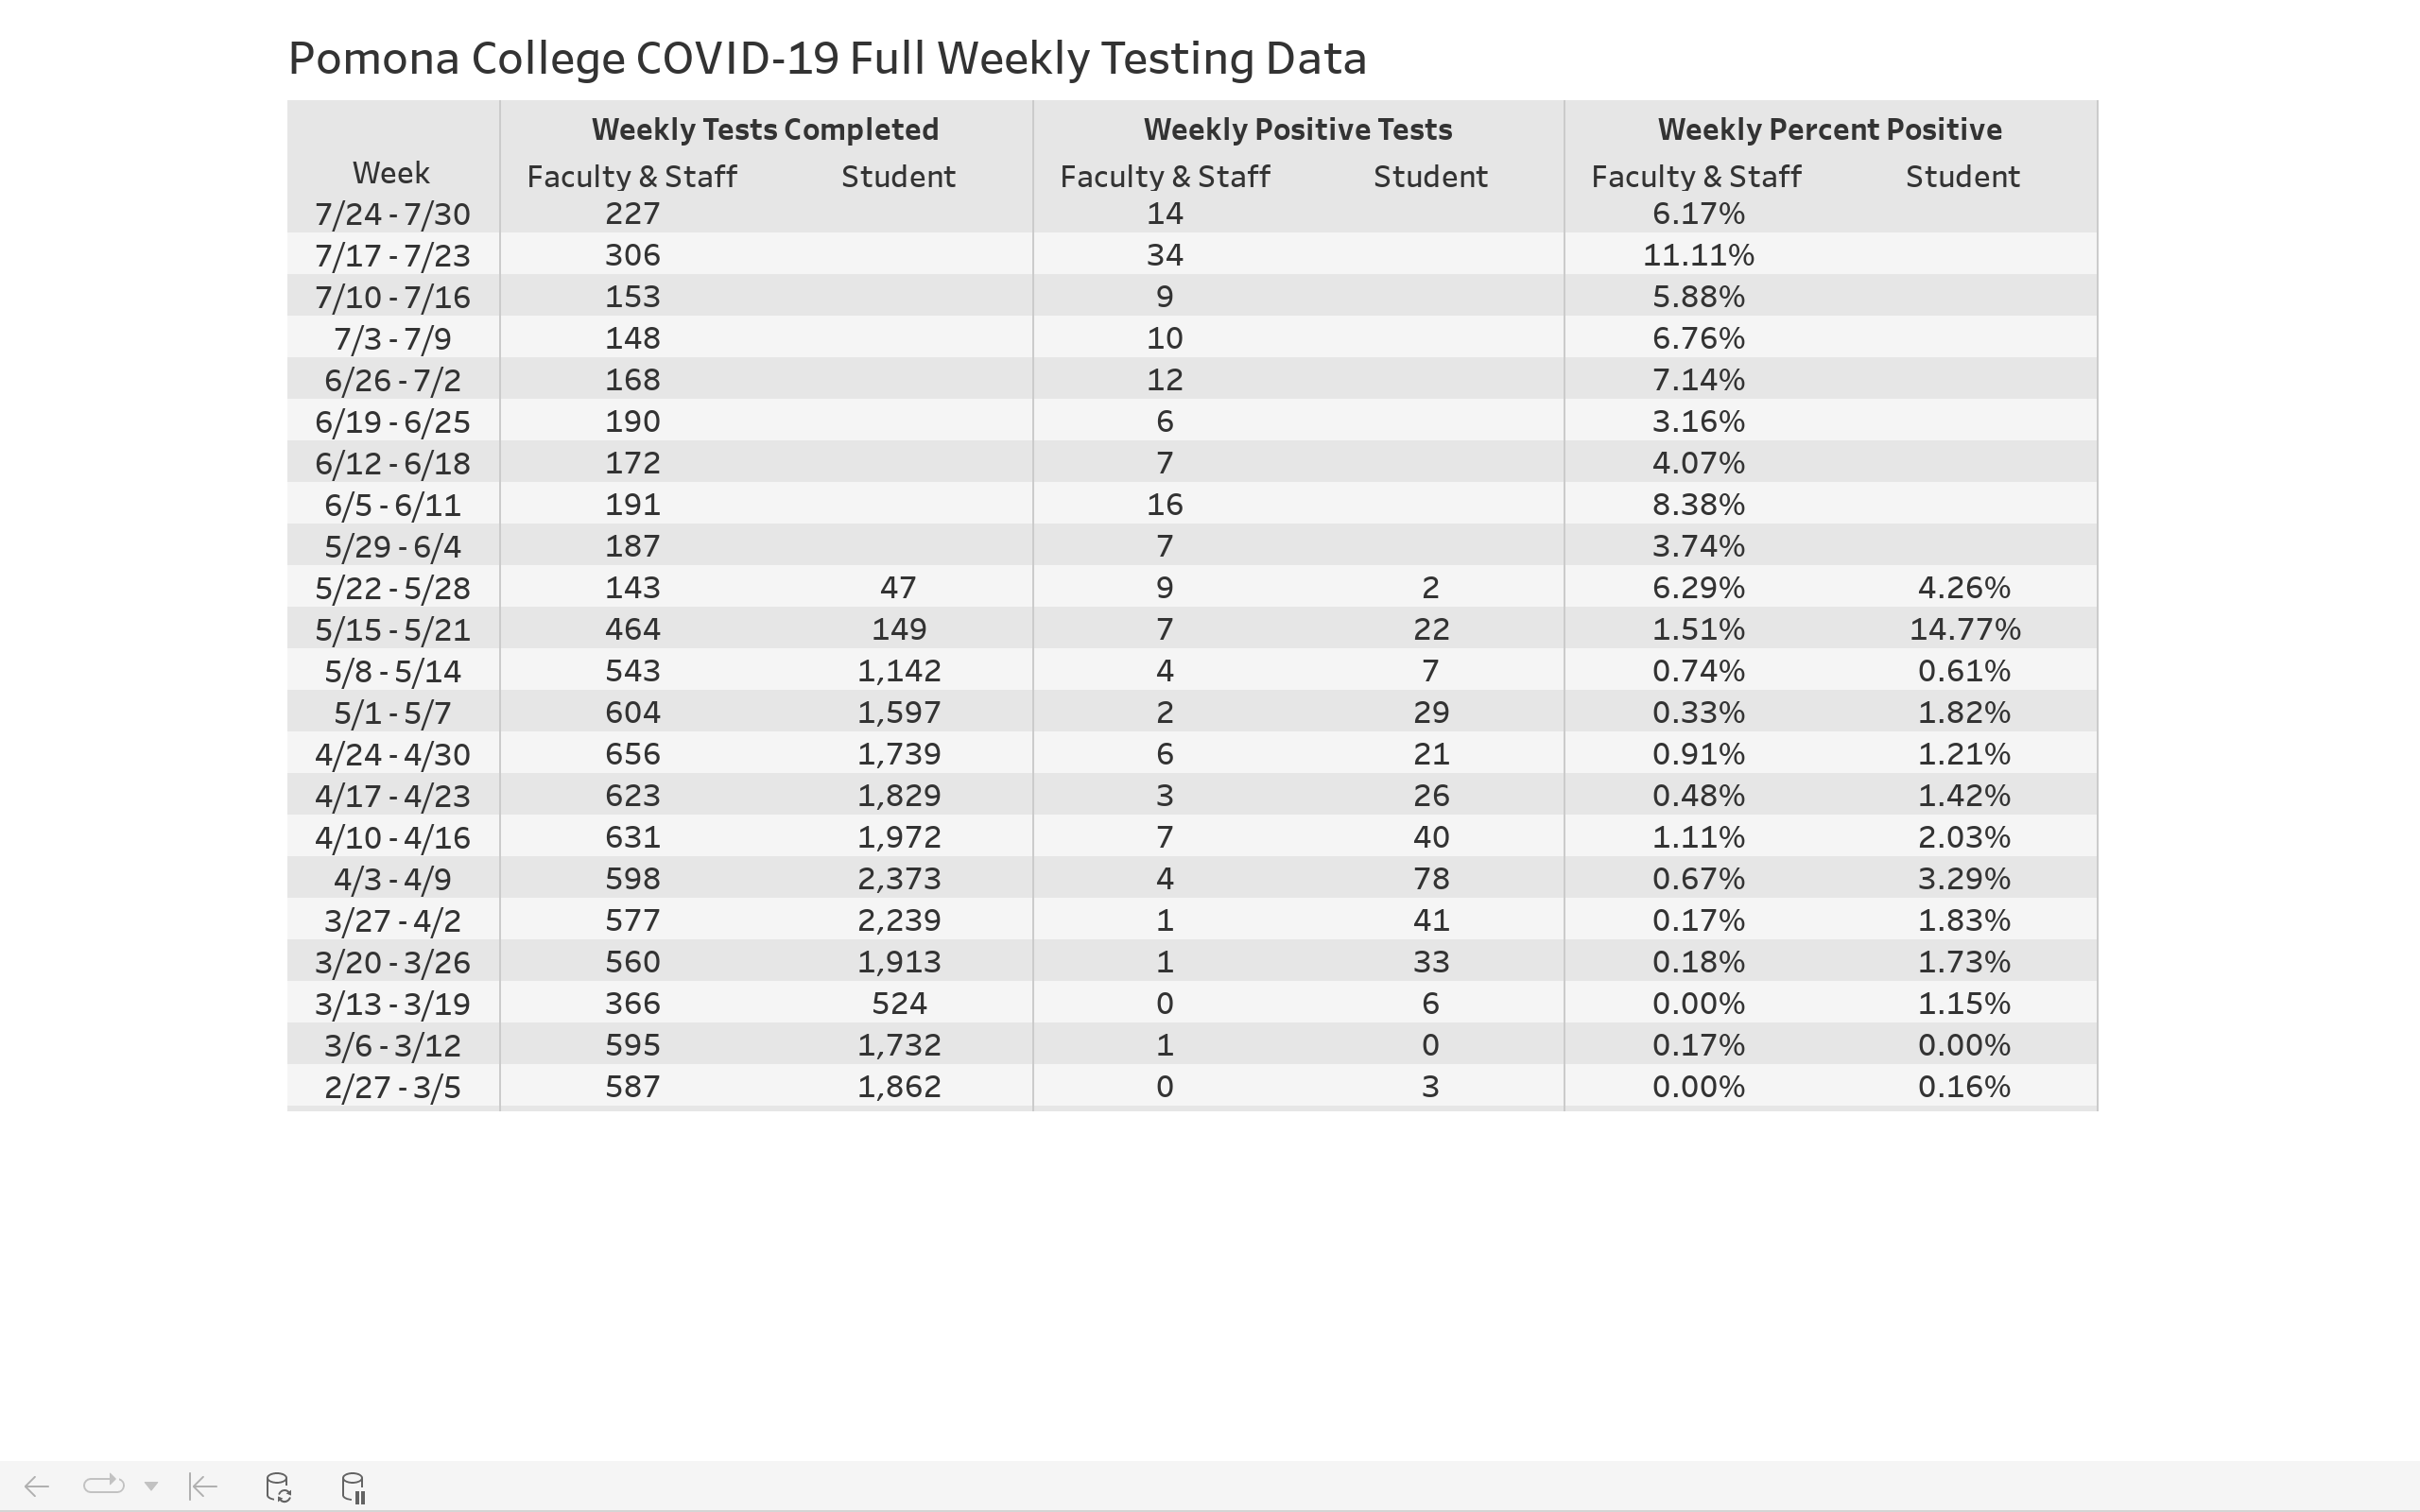 Pomona College COVID-19 Full Weekly Testing Data
Weekly Tests Completed Weekly Positive Tests Weekly Percent Positive
Week Faculty & Staff Student Faculty & Staff Student Faculty & Staff Student
7/24 - 7/30 227 14 6.17%
7/17 - 7/23 306 34 11.11%
7/10 - 7/16 153 9 5.88%
7/3 - 7/9 148 10 6.76%
6/26 - 7/2 168 12 7.14%
6/19 - 6/25 190 6 3.16%
6/12 - 6/18 172 7 4.07%
6/5 - 6/11 191 16 8.38%
5/29 - 6/4 187 7 3.74%
5/22 - 5/28 143 47 9 2 6.29% 4.26%
5/15 - 5/21 464 149 7 22 1.51% 14.77%
5/8 - 5/14 543 1,142 4 7 0.74% 0.61%
5/1 - 5/7 604 1,597 2 29 0.33% 1.82%
4/24 - 4/30 656 1,739 6 21 0.91% 1.21%
4/17 - 4/23 623 1,829 3 26 0.48% 1.42%
4/10 - 4/16 631 1,972 7 40 1.11% 2.03%
4/3 - 4/9 598 2,373 4 78 0.67% 3.29%
3/27 - 4/2 577 2,239 1 41 0.17% 1.83%
3/20 - 3/26 560 1,913 1 33 0.18% 1.73%
3/13 - 3/19 366 524 0 6 0.00% 1.15%
3/6 - 3/12 595 1,732 1 0 0.17% 0.00%
2/27 - 3/5 587 1,862 0 3 0.00% 0.16%